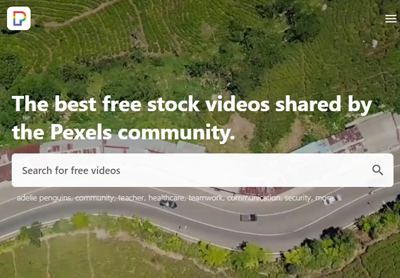 The best free stock videos shared by
the Pexels community.
Search for free videos
adelie penguins, community, teacher, healthcare, teamwork, communication, security, more